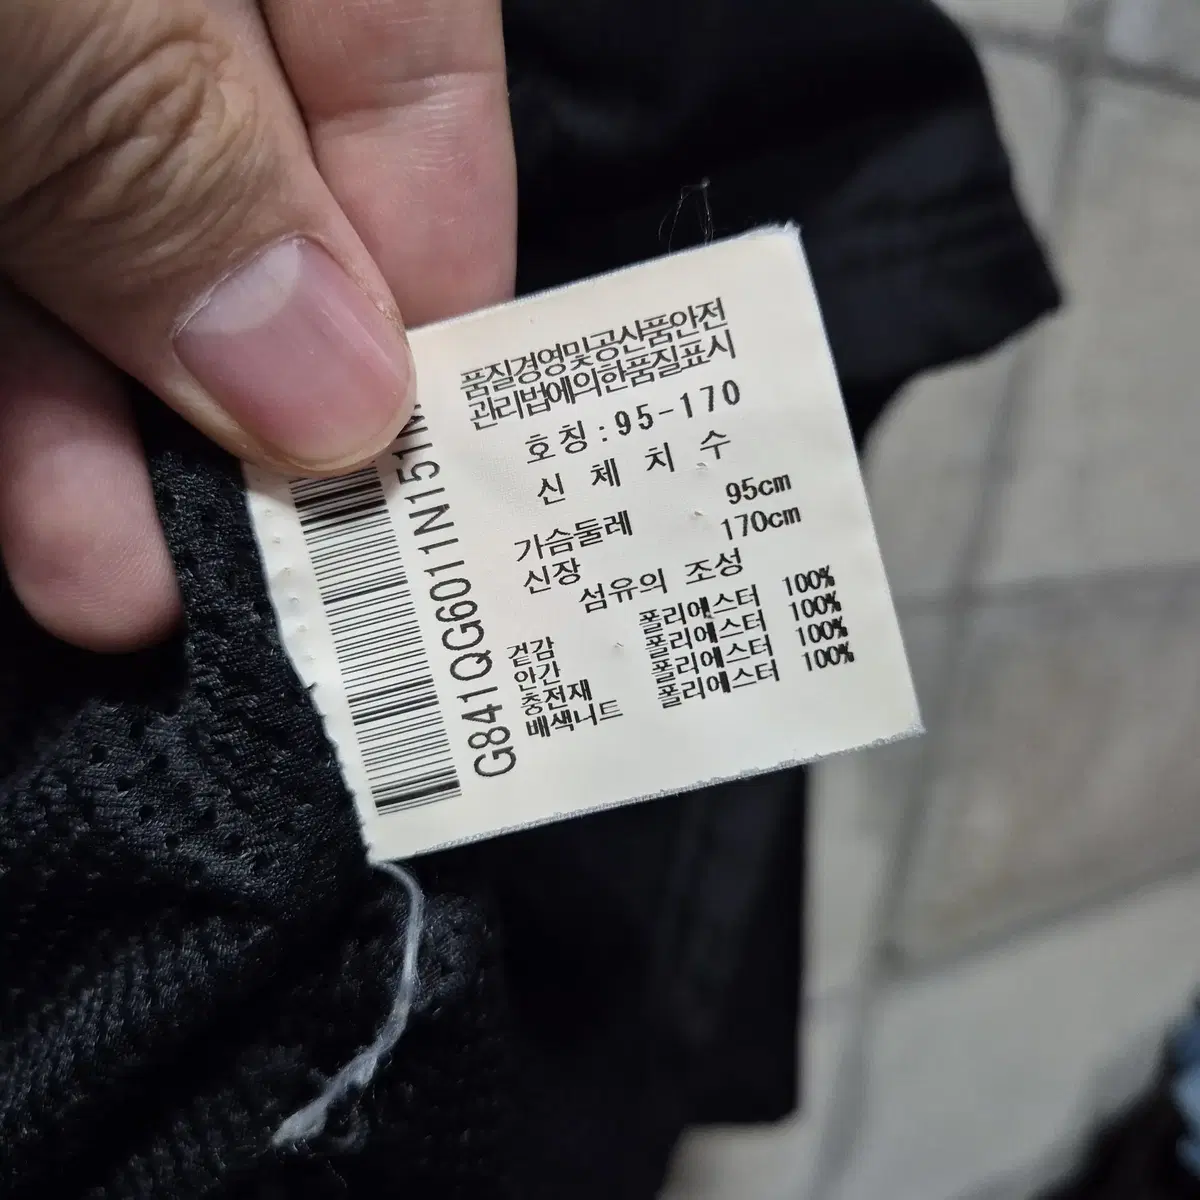 품질경영및공산품안전
관리법에의한품질표시
호칭:95-170
신체치수
가슴둘레 95cm
신장 170cm
섬유의 조성
겉감 폴리에스터 100%
안감 폴리에스터 100%
충전재 폴리에스터 100%
배색니트 폴리에스터 100%
G841QG6011N151M